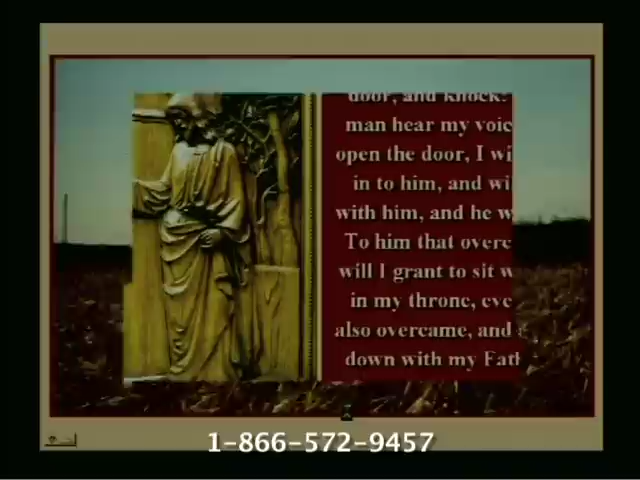 door, and knock:
man hear my voic
open the door, I wi
in to him, and wi
with him, and he w
To him that overc
will I grant to sit w
in my throne, eve
also overcame, and
down with my Fath
1-866-572-9457